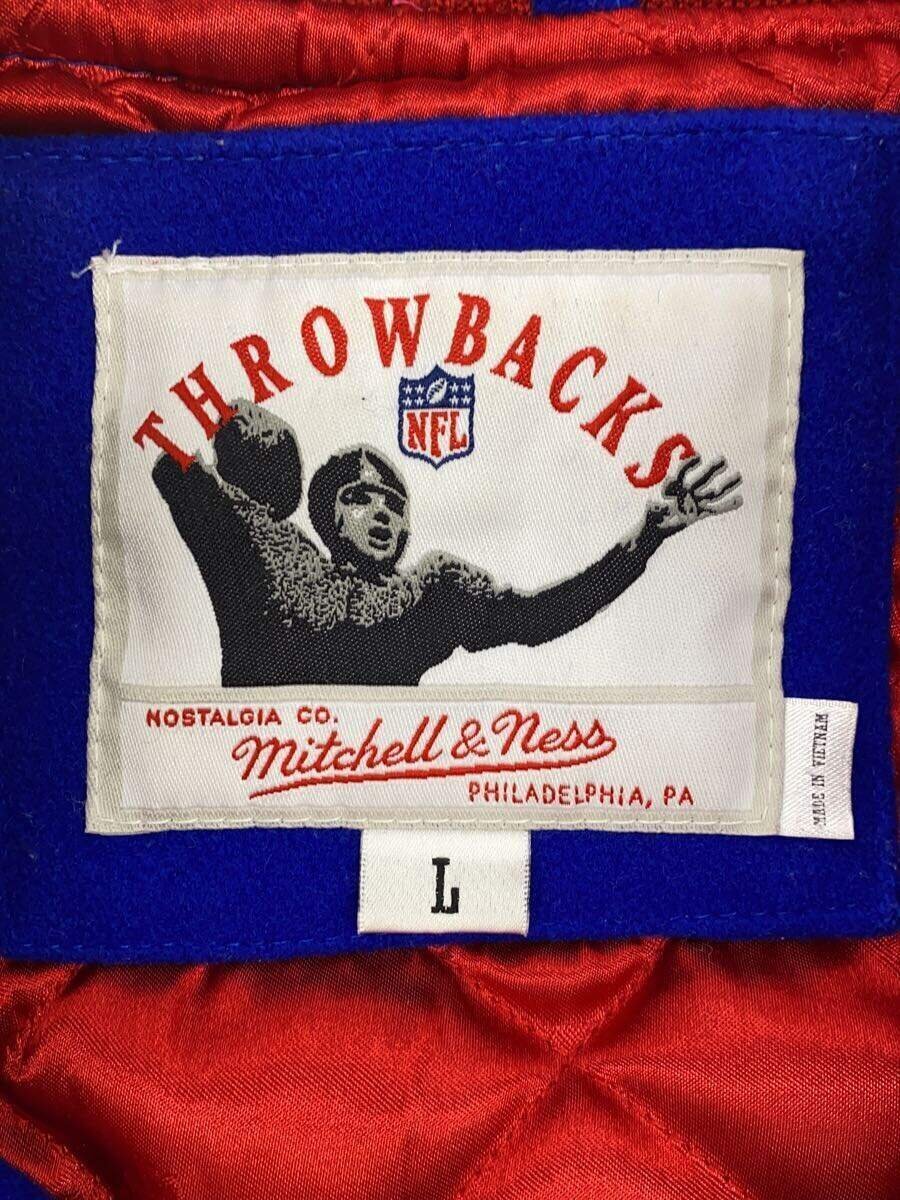 THROWBACKS
NFL
NOSTALGIA CO.
Mitchell & Ness
PHILADELPHIA, PA
MADE IN VIETNAM
L